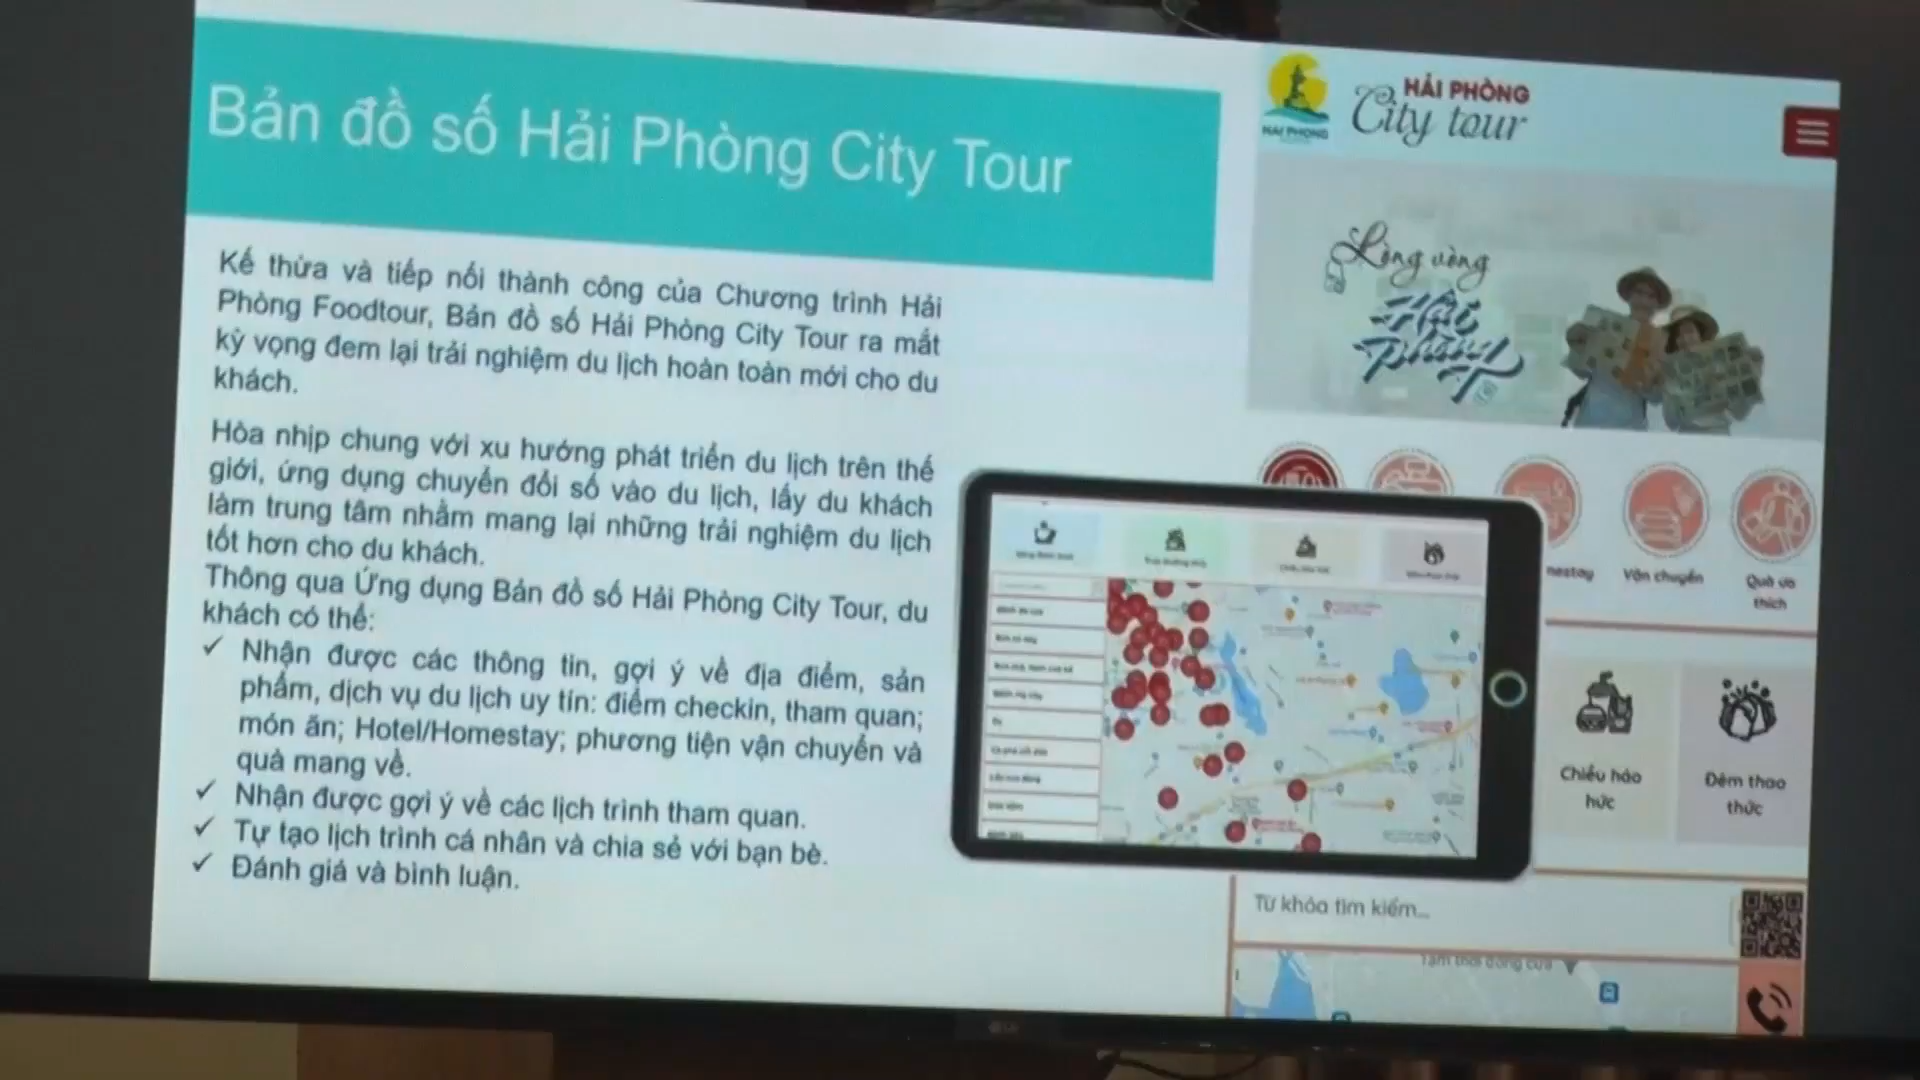 Bản đồ số Hải Phòng City Tour
Kế thừa và tiếp nối thành công của Chương trình Hải
Phòng Foodtour, Bản đồ số Hải Phòng City Tour ra mắt
kỳ vọng đem lại trải nghiệm du lịch hoàn toàn mới cho du
khách.
Hòa nhịp chung với xu hướng phát triển du lịch trên thế
giới, ứng dụng chuyển đổi số vào du lịch, lấy du khách
làm trung tâm nhằm mang lại những trải nghiệm du lịch
tốt hơn cho du khách.
Thông qua Ứng dụng Bản đồ số Hải Phòng City Tour, du
khách có thể:
✓ Nhận được các thông tin, gợi ý về địa điểm, sản
phẩm, dịch vụ du lịch uy tín: điểm checkin, tham quan;
món ăn; Hotel/Homestay; phương tiện vận chuyển và
quà mang về.
✓ Nhận được gợi ý về các lịch trình tham quan.
✓ Tự tạo lịch trình cá nhân và chia sẻ với bạn bè.
✓ Đánh giá và bình luận.
HAI PHONG
HẢI PHÒNG
City tour
Lòng vòng
Hải
Phòng
nestay
Vận chuyển
Quà ưa
thích
Chiều háo
hức
Đêm thao
thức
Từ khóa tìm kiếm...
Tạm thời đóng cửa